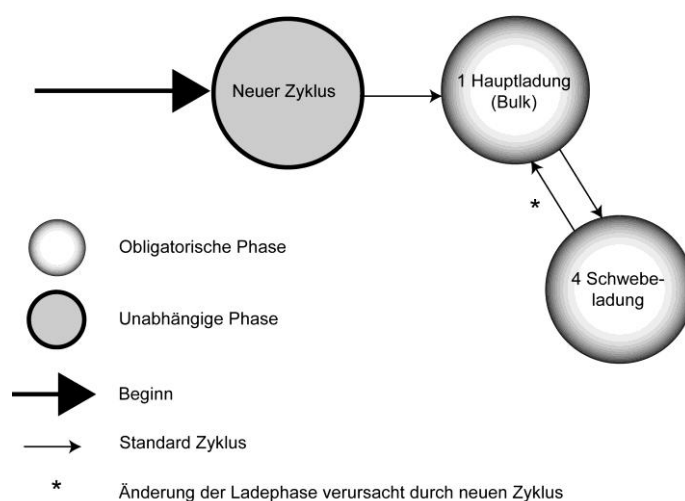 Neuer Zyklus
1 Hauptladung
(Bulk)
*
4 Schwebe-
ladung
Obligatorische Phase
Unabhängige Phase
Beginn
Standard Zyklus
* Änderung der Ladephase verursacht durch neuen Zyklus